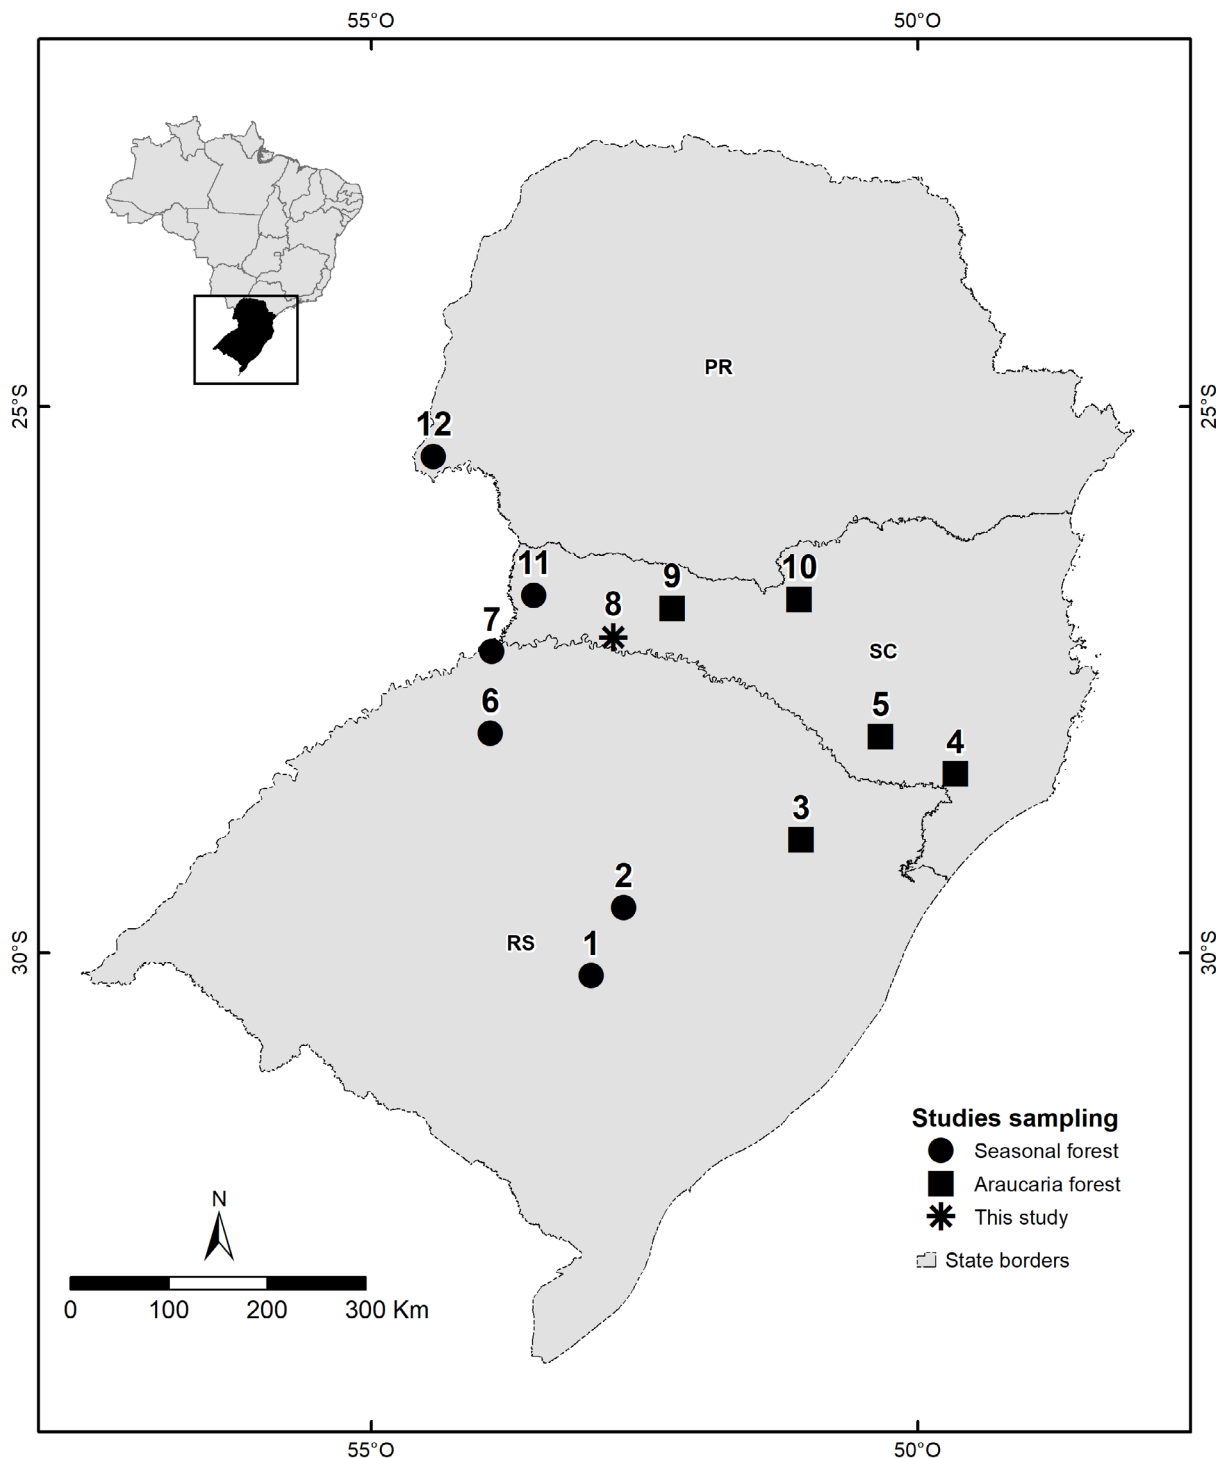 55°O 50°O
25°S 25°S
PR
12
11
9
10
8
7
SC
6
5
4
3
2
RS
1
30°S 30°S
Studies sampling
Seasonal forest
Araucaria forest
This study
State borders
N
0 100 200 300 Km
55°O 50°O